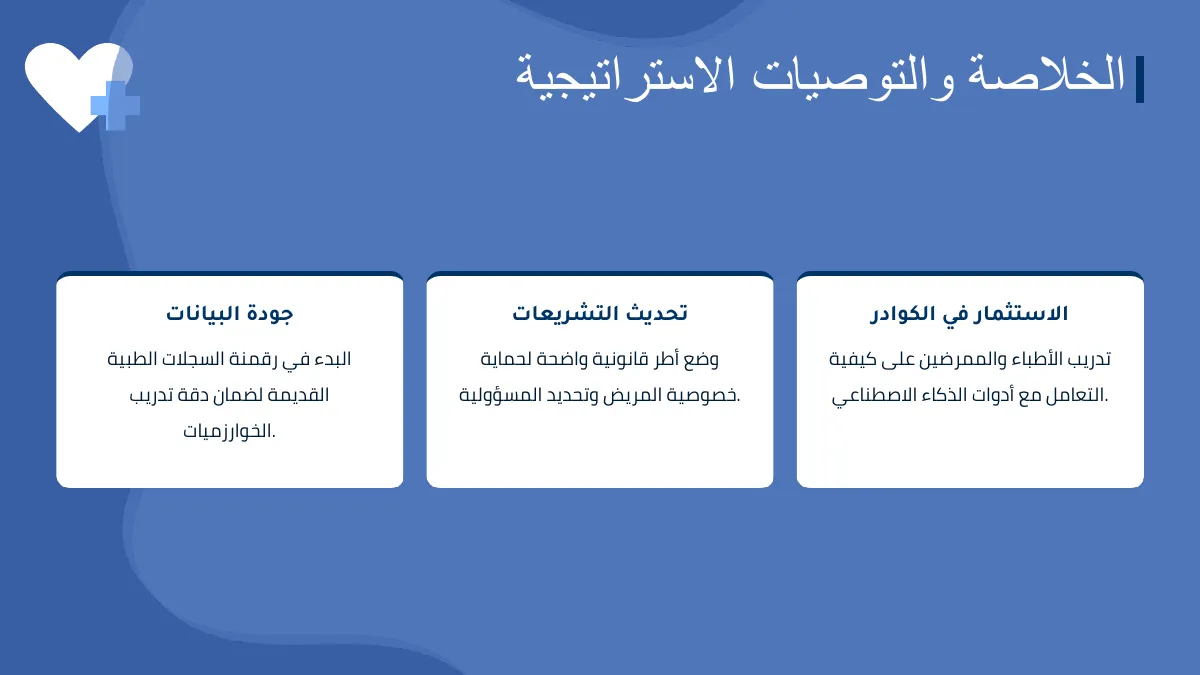 الخلاصة والتوصيات الاستراتيجية
الاستثمار في الكوادر
تدريب الأطباء والممرضين على كيفية
التعامل مع أدوات الذكاء الاصطناعي.
تحديث التشريعات
وضع أطر قانونية واضحة لحماية
خصوصية المريض وتحديد المسؤولية.
جودة البيانات
البدء في رقمنة السجلات الطبية
القديمة لضمان دقة تدريب
الخوارزميات.